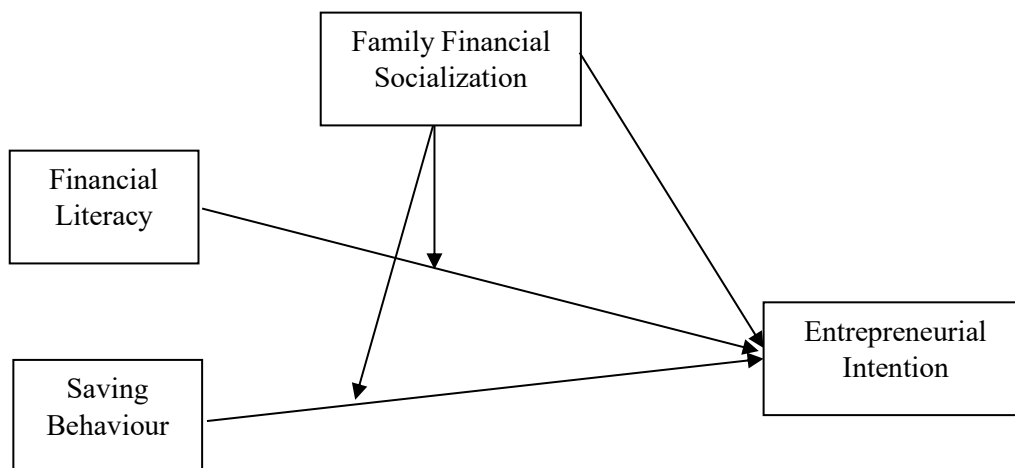 Family Financial
Socialization
Financial
Literacy
Entrepreneurial
Intention
Saving
Behaviour